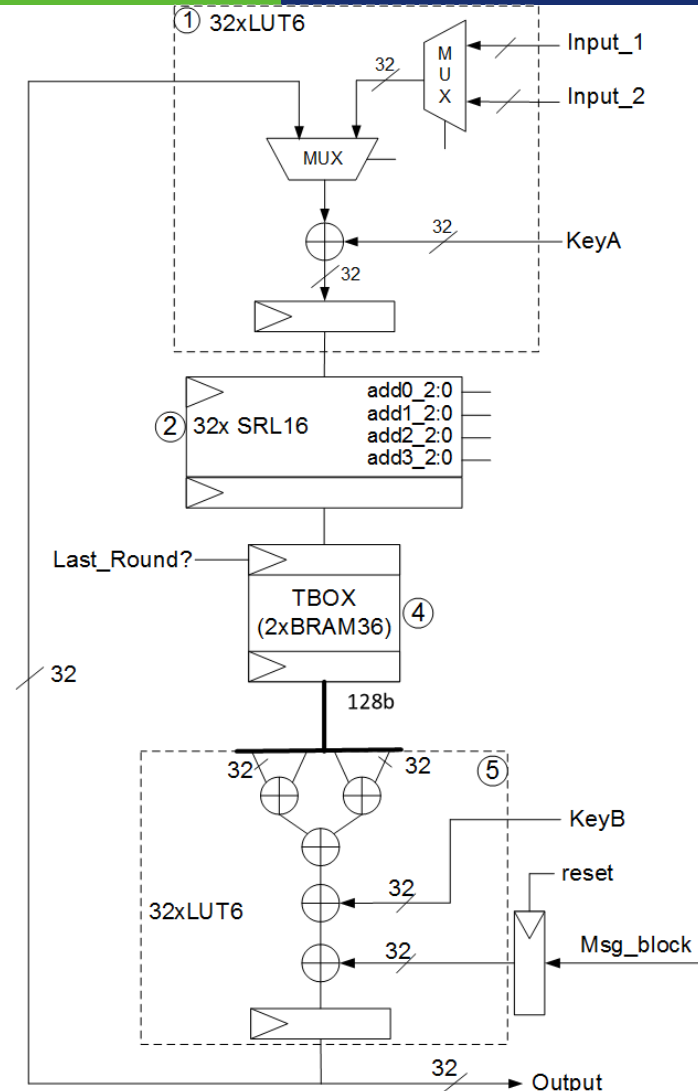 1 32xLUT6
Input_1
MUX
32
Input_2
MUX
32
KeyA
32
add0_2:0
add1_2:0
2 32x SRL16
add2_2:0
add3_2:0
Last_Round?
TBOX
(2xBRAM36)
4
32
128b
32
32
5
KeyB
reset
32
32xLUT6
32
Msg_block
32
Output